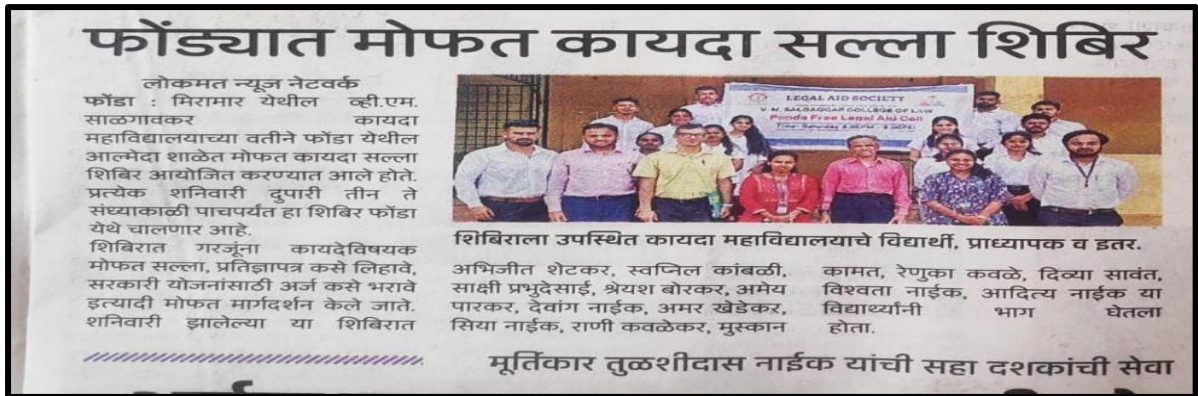 फोंड्यात मोफत कायदा सल्ला शिबिर
लोकमत न्यूज नेटवर्क
फोंडा : मिरामार येथील व्ही.एम.
साळगावकर कायदा
महाविद्यालयाच्या वतीने फोंडा येथील
आल्मेदा शाळेत मोफत कायदा सल्ला
शिबिर आयोजित करण्यात आले होते.
प्रत्येक शनिवारी दुपारी तीन ते
संध्याकाळी पाचपर्यंत हा शिबिर फोंडा
येथे चालणार आहे.
शिबिरात गरजूंना कायदेविषयक
मोफत सल्ला, प्रतिज्ञापत्र कसे लिहावे,
सरकारी योजनांसाठी अर्ज कसे भरावे
इत्यादी मोफत मार्गदर्शन केले जाते.
शनिवारी झालेल्या या शिबिरात
LEGAL AID SOCIETY
V. M. SALGAOCAR COLLEGE OF LAW
Ponda Free Legal Aid Cell
Time: Saturday
शिबिराला उपस्थित कायदा महाविद्यालयाचे विद्यार्थी, प्राध्यापक व इतर.
अभिजीत शेटकर, स्वप्निल कांबळी,
साक्षी प्रभुदेसाई, श्रेयश बोरकर, अमेय
पारकर, देवांग नाईक, अमर खेडेकर,
सिया नाईक, राणी कवळेकर, मुस्कान
कामत, रेणुका कवळे, दिव्या सावंत,
विश्वता नाईक, आदित्य नाईक या
विद्यार्थ्यांनी भाग घेतला
होता.
मूर्तिकार तुळशीदास नाईक यांची सहा दशकांची सेवा